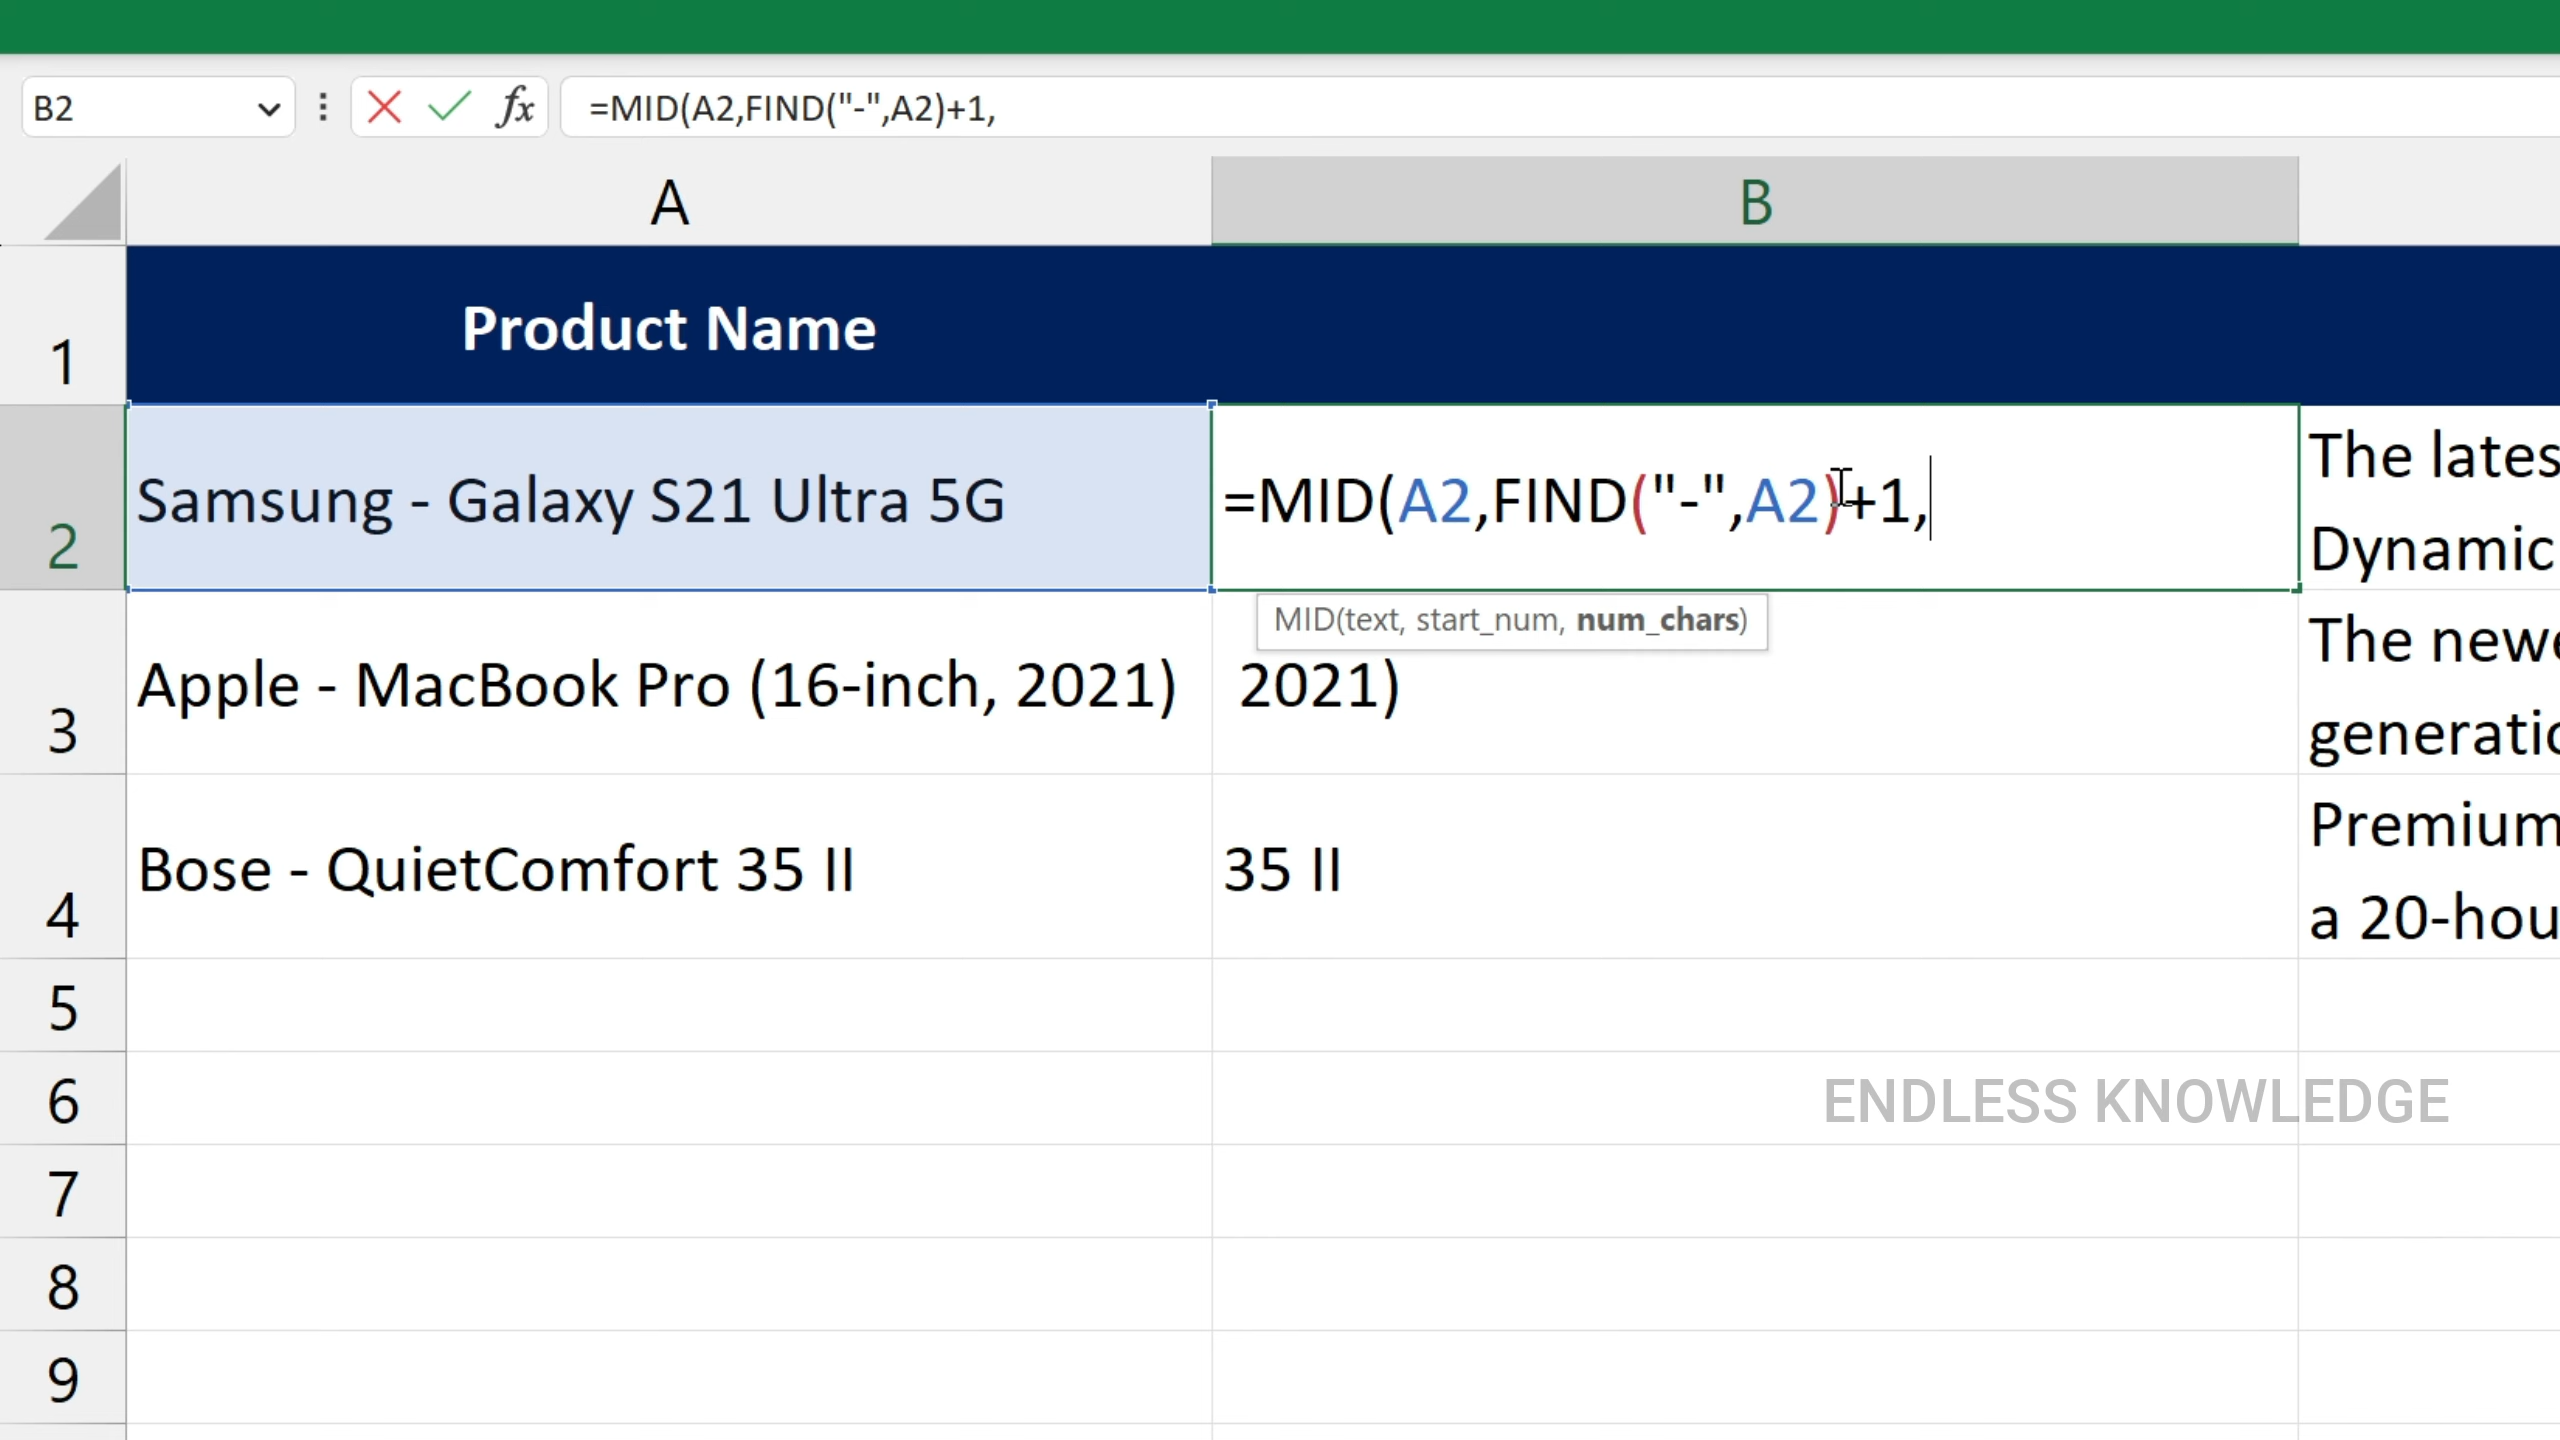 B2
fx
=MID(A2,FIND("-",A2)+1,
A
B
1
Product Name
2
Samsung - Galaxy S21 Ultra 5G
=MID(A2,FIND("-",A2)+1,
The lates
Dynamic
MID(text, start_num, num_chars)
3
Apple - MacBook Pro (16-inch, 2021)
2021)
The newe
generatio
4
Bose - QuietComfort 35 II
35 II
Premium
a 20-hou
5
6
ENDLESS KNOWLEDGE
7
8
9